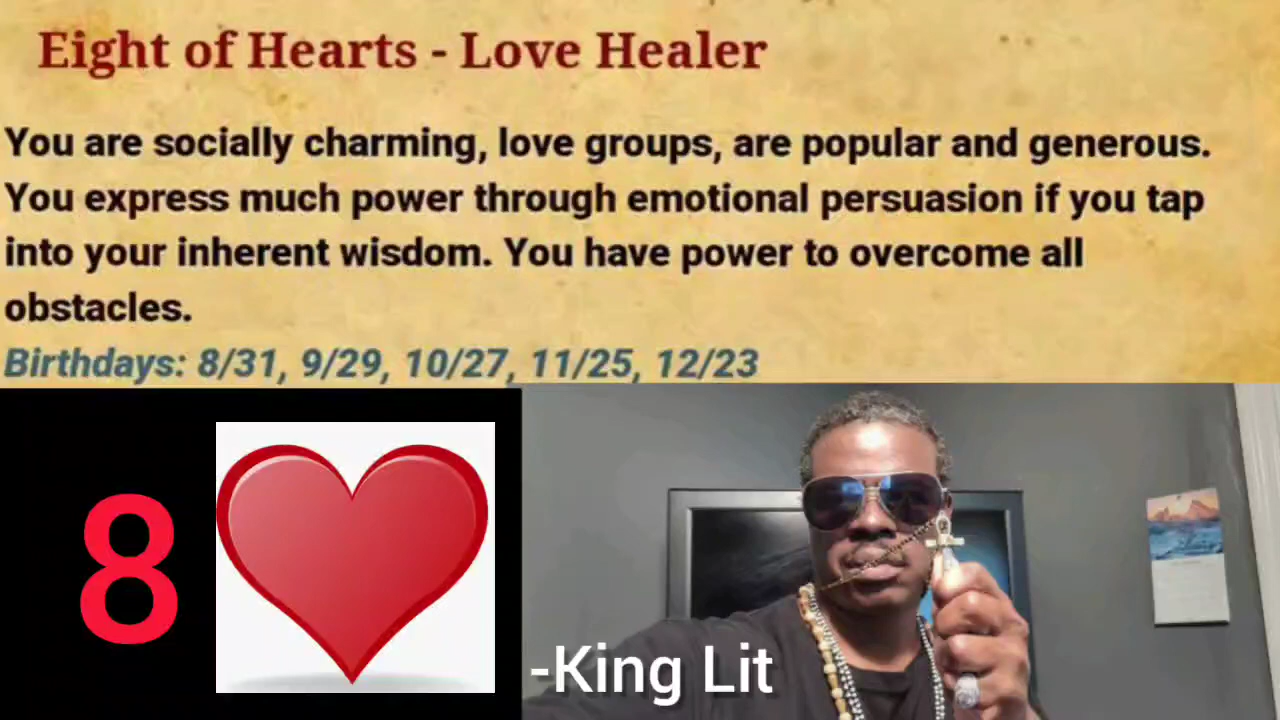 Eight of Hearts - Love Healer
You are socially charming, love groups, are popular and generous.
You express much power through emotional persuasion if you tap
into your inherent wisdom. You have power to overcome all
obstacles.
Birthdays: 8/31, 9/29, 10/27, 11/25, 12/23
8
-King Lit